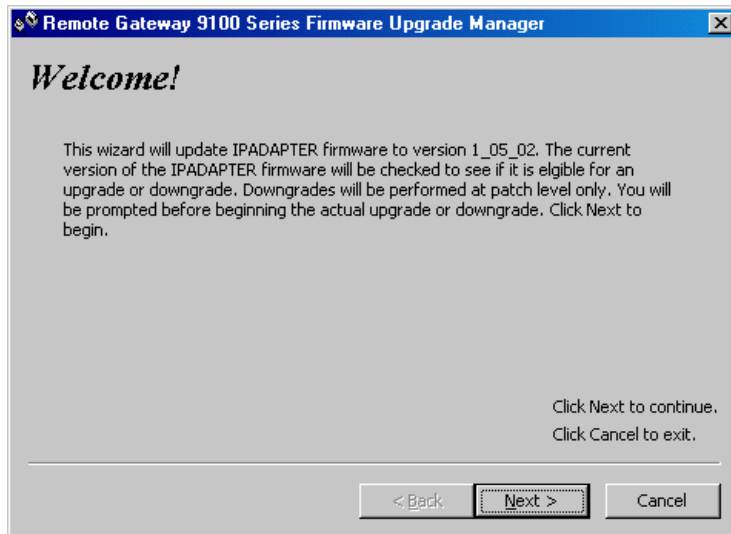 Remote Gateway 9100 Series Firmware Upgrade Manager
Welcome!
This wizard will update IPADAPTER firmware to version 1_05_02. The current
version of the IPADAPTER firmware will be checked to see if it is elgible for an
upgrade or downgrade. Downgrades will be performed at patch level only. You will
be prompted before beginning the actual upgrade or downgrade. Click Next to
begin.
Click Next to continue.
Click Cancel to exit.
< Back
Next >
Cancel